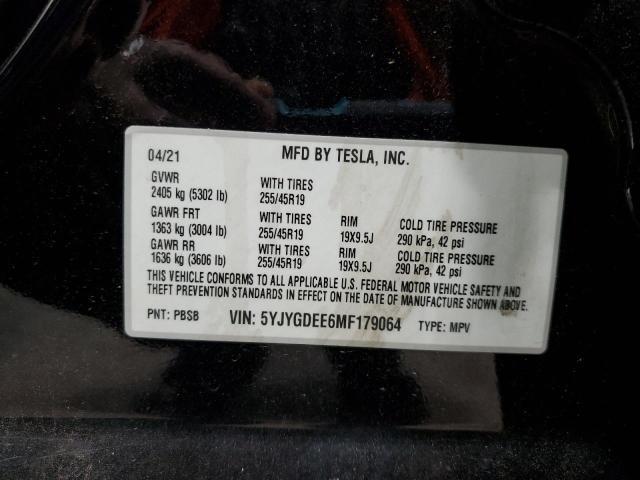 04/21 MFD BY TESLA, INC.
GVWR WITH TIRES
2405 kg (5302 lb) 255/45R19
GAWR FRT WITH TIRES RIM COLD TIRE PRESSURE
1363 kg (3004 lb) 255/45R19 19X9.5J 290 kPa, 42 psi
GAWR RR WITH TIRES RIM COLD TIRE PRESSURE
1636 kg (3606 lb) 255/45R19 19X9.5J 290 kPa, 42 psi
THIS VEHICLE CONFORMS TO ALL APPLICABLE U.S. FEDERAL MOTOR VEHICLE SAFETY AND
THEFT PREVENTION STANDARDS IN EFFECT ON THE DATE OF MANUFACTURE SHOWN ABOVE.
PNT: PBSB VIN: 5YJYGDEE6MF179064 TYPE: MPV